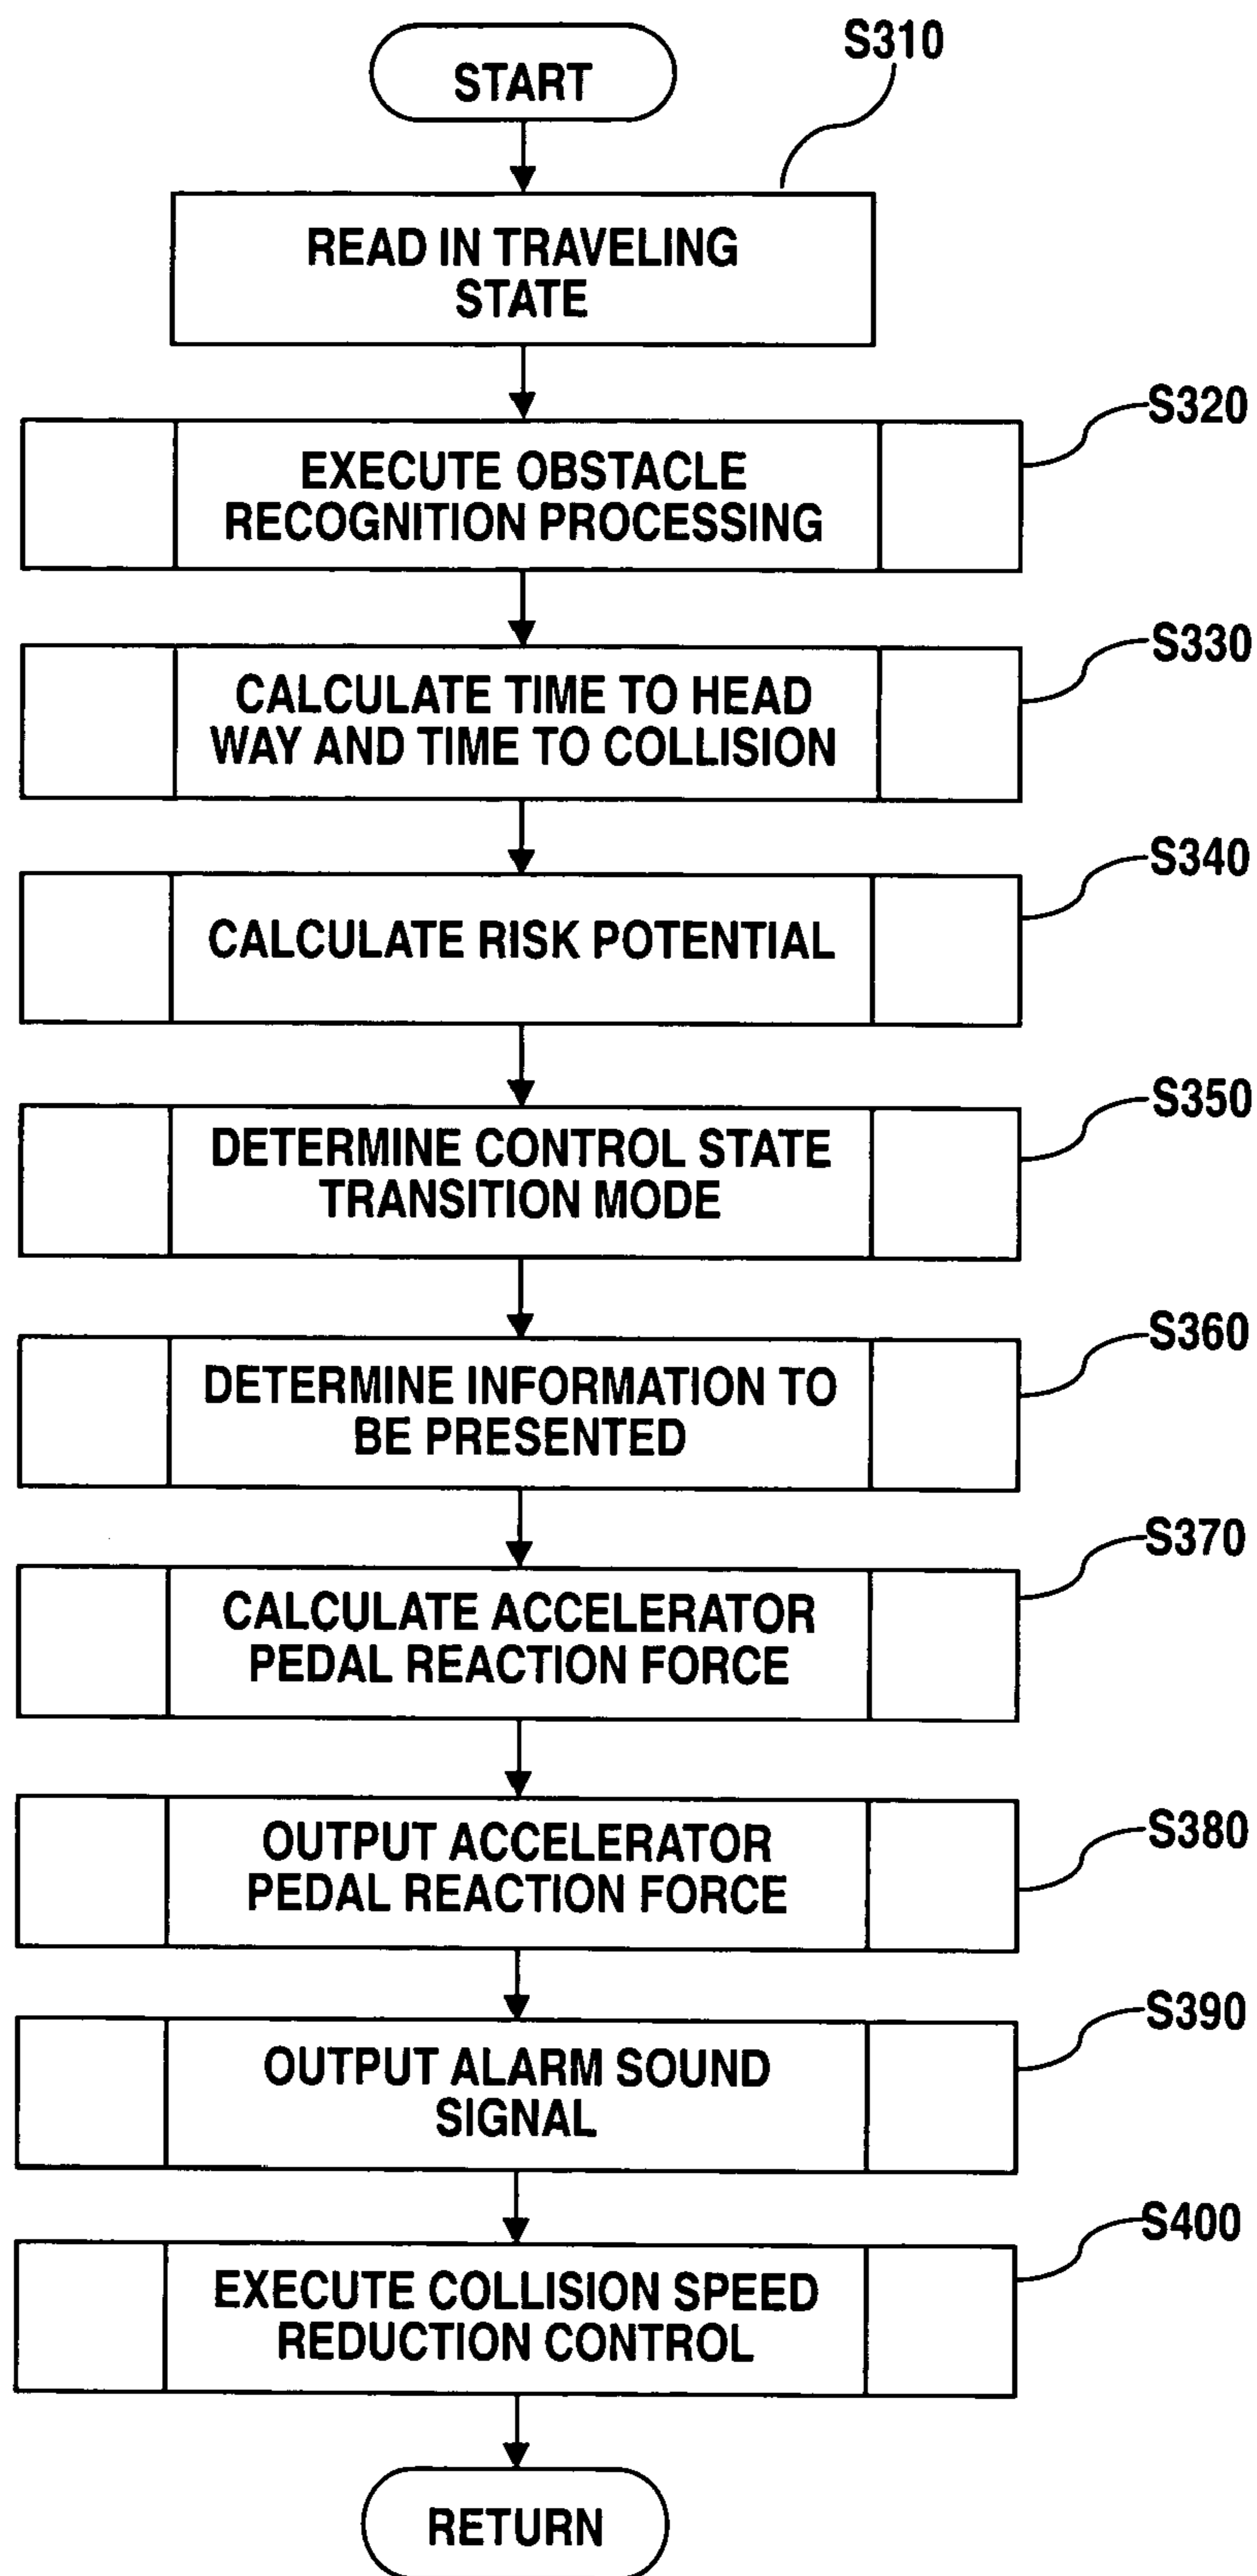 START
S310
READ IN TRAVELING
STATE
S320
EXECUTE OBSTACLE
RECOGNITION PROCESSING
S330
CALCULATE TIME TO HEAD
WAY AND TIME TO COLLISION
S340
CALCULATE RISK POTENTIAL
S350
DETERMINE CONTROL STATE
TRANSITION MODE
S360
DETERMINE INFORMATION TO
BE PRESENTED
S370
CALCULATE ACCELERATOR
PEDAL REACTION FORCE
S380
OUTPUT ACCELERATOR
PEDAL REACTION FORCE
S390
OUTPUT ALARM SOUND
SIGNAL
S400
EXECUTE COLLISION SPEED
REDUCTION CONTROL
RETURN